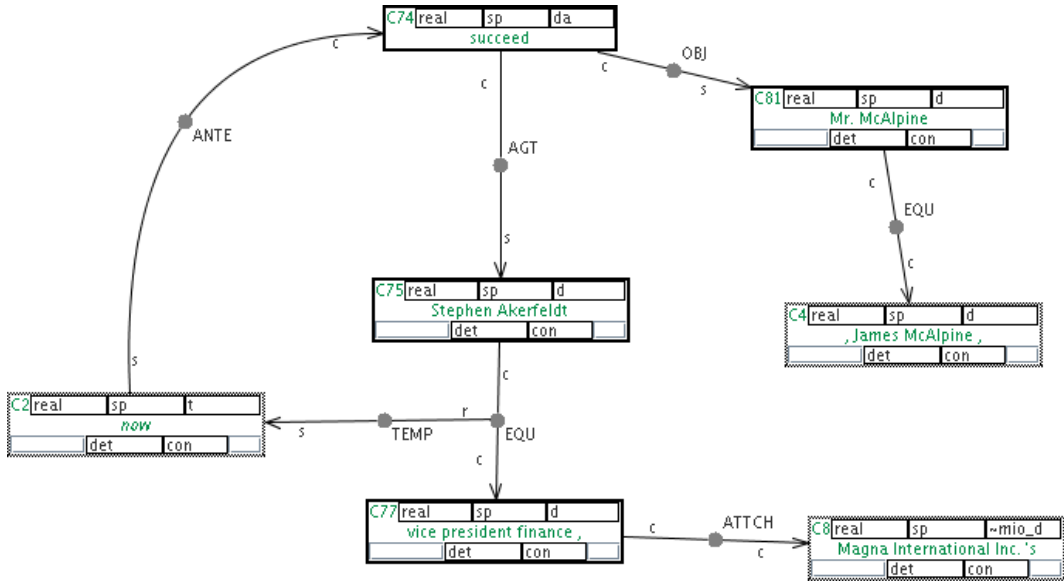 C74 real sp da
succeed
c
c
c
OBJ
s
C81 real sp d
Mr. McAlpine
det con
ANTE
AGT
c
EQU
c
s
C75 real sp d
Stephen Akerfeldt
det con
C4 real sp d
, James McAlpine ,
det con
s
c
C2 real sp t
now
det con
s
TEMP
r
EQU
c
C77 real sp d
vice president finance ,
det con
c
ATTCH
c
C8 real sp ~mio_d
Magna International Inc. 's
det con